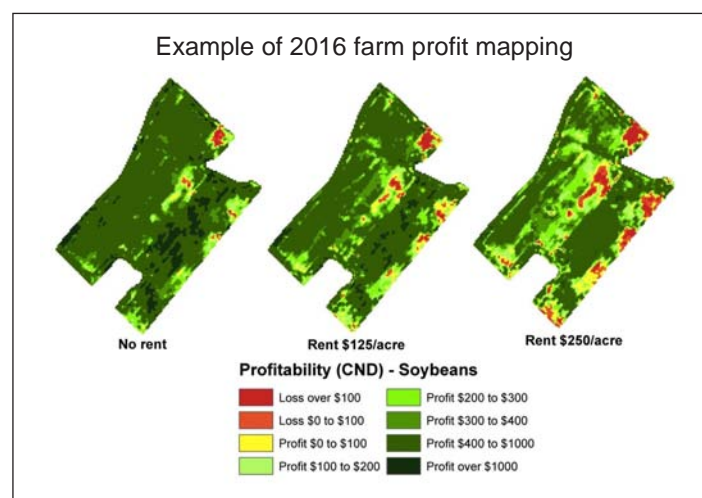 Example of 2016 farm profit mapping
No rent
Rent $125/acre
Rent $250/acre
Profitability (CND) - Soybeans
Loss over $100
Loss $0 to $100
Profit $0 to $100
Profit $100 to $200
Profit $200 to $300
Profit $300 to $400
Profit $400 to $1000
Profit over $1000